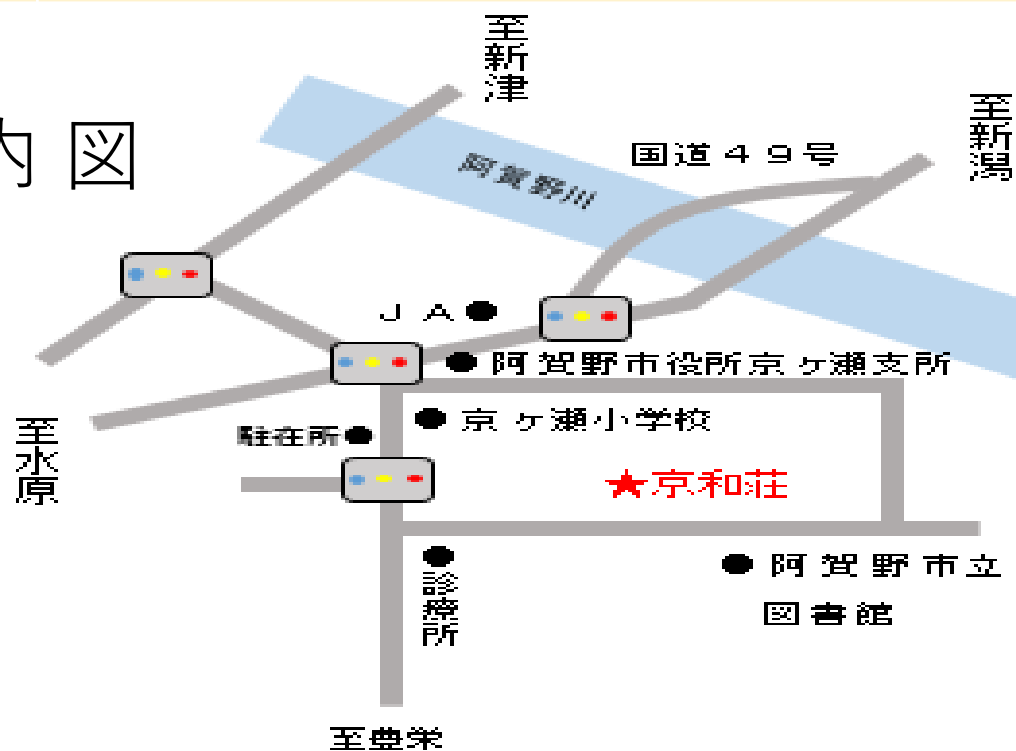 内図
至新津
至新潟
国道49号
阿賀野川
JA●
●阿賀野市役所京ヶ瀬支所
●京ヶ瀬小学校
至水原
駐在所●
★京和荘
●診療所
●阿賀野市立
図書館
至豊栄